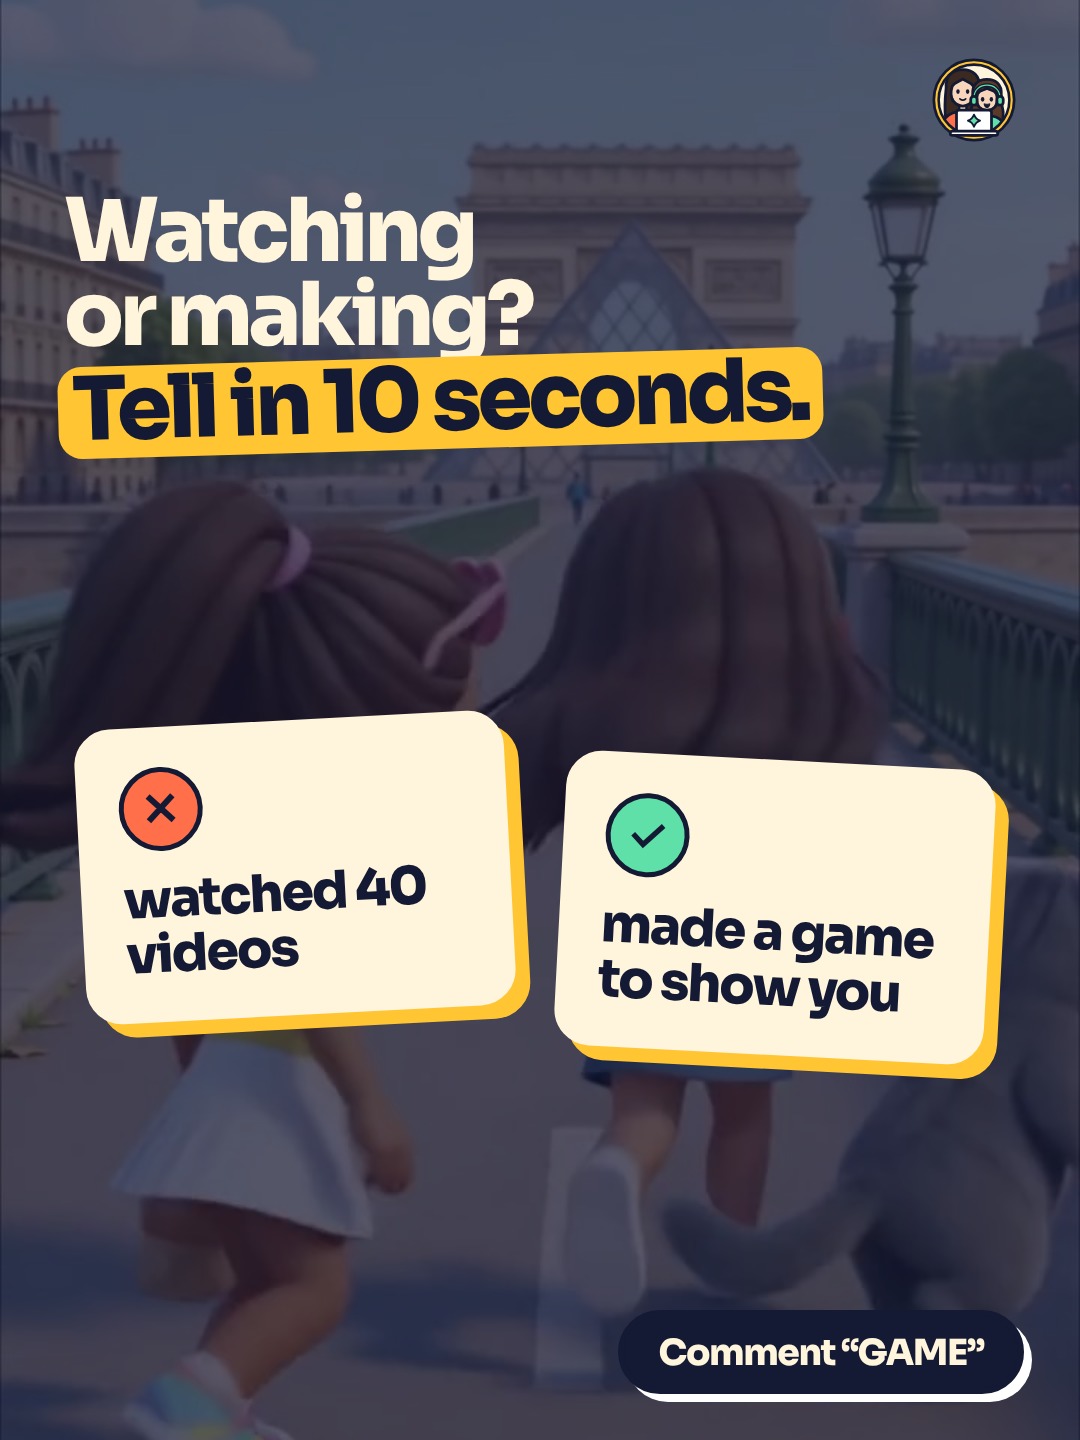 Watching
or making?
Tell in 10 seconds.
watched 40
videos
made a game
to show you
Comment “GAME”